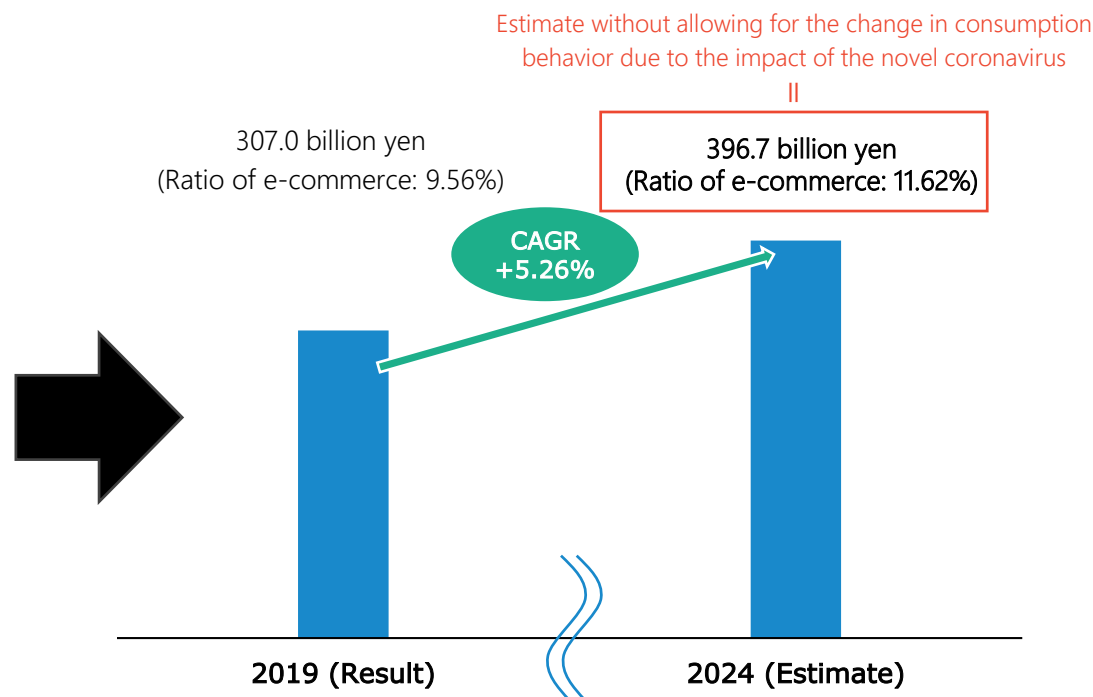 Estimate without allowing for the change in consumption
behavior due to the impact of the novel coronavirus
=
307.0 billion yen
(Ratio of e-commerce: 9.56%)
396.7 billion yen
(Ratio of e-commerce: 11.62%)
CAGR
+5.26%
2019 (Result)
2024 (Estimate)